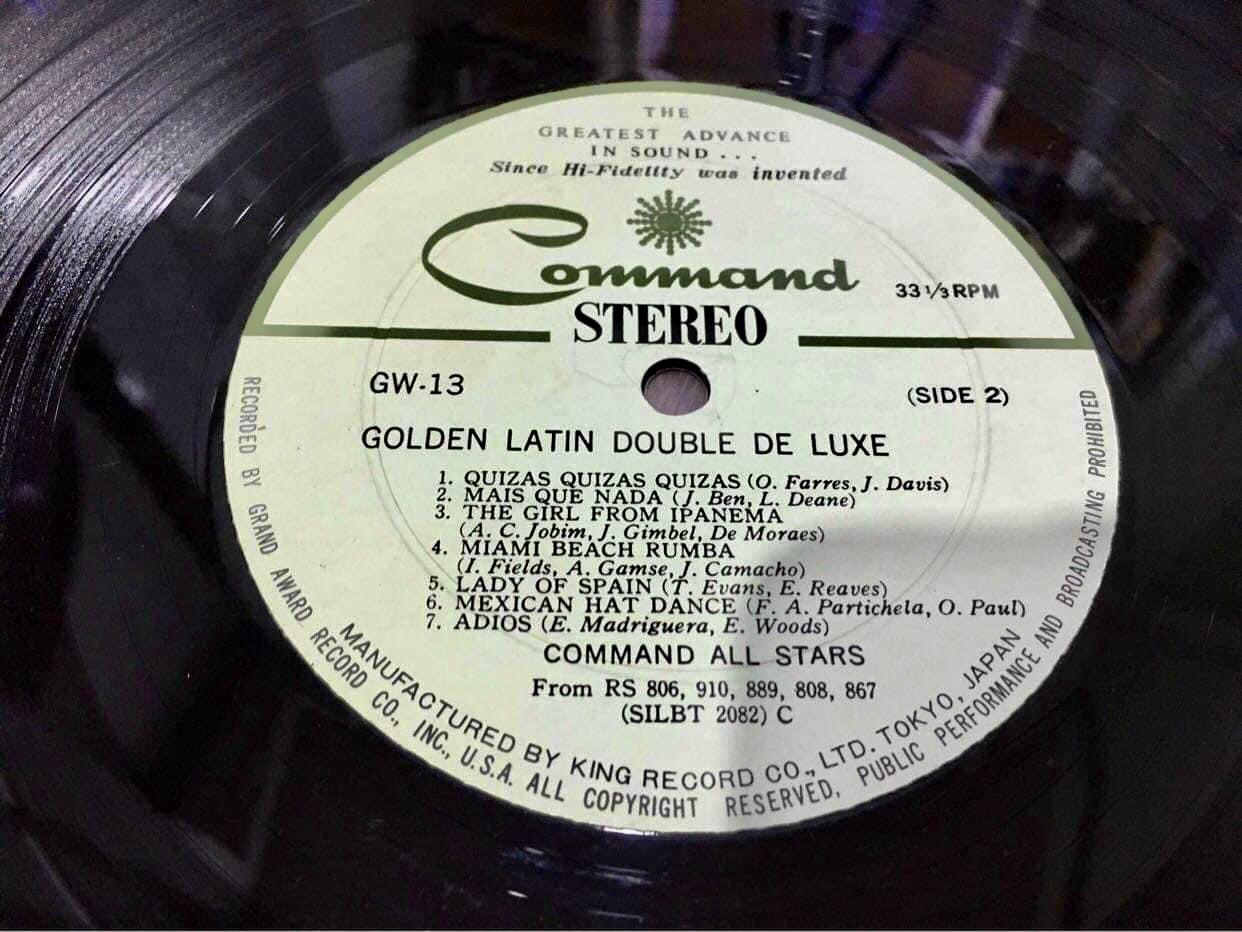 THE
GREATEST ADVANCE
IN SOUND...
Since Hi-Fidelity was invented
Command
33 1/3 RPM
STEREO
GW-13
(SIDE 2)
GOLDEN LATIN DOUBLE DE LUXE
1. QUIZAS QUIZAS QUIZAS (O. Farres, J. Davis)
2. MAIS QUE NADA (J. Ben, L. Deane)
3. THE GIRL FROM IPANEMA
(A. C. Jobim, J. Gimbel, De Moraes)
4. MIAMI BEACH RUMBA
(I. Fields, A. Gamse, J. Camacho)
5. LADY OF SPAIN (T. Evans, E. Reaves)
6. MEXICAN HAT DANCE (F. A. Partichela, O. Paul)
7. ADIOS (E. Madriguera, E. Woods)
COMMAND ALL STARS
From RS 806, 910, 889, 808, 867
(SILBT 2082) C
MANUFACTURED BY KING RECORD CO., LTD. TOKYO, JAPAN
RECORDED BY GRAND AWARD RECORD CO., INC., U.S.A. ALL COPYRIGHT RESERVED, PUBLIC PERFORMANCE AND BROADCASTING PROHIBITED